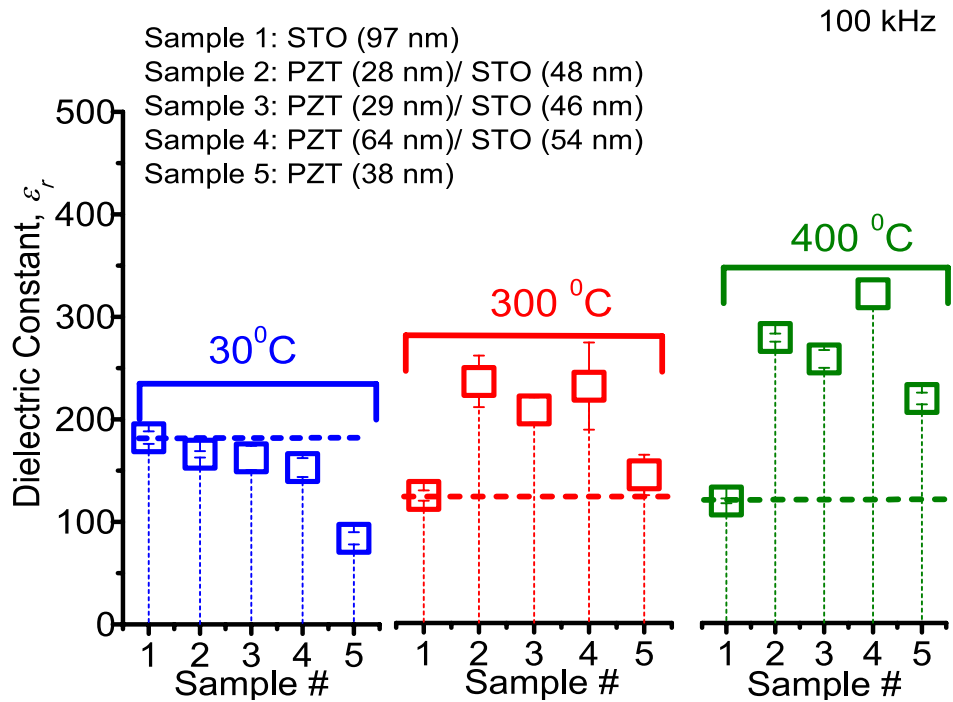 100 kHz
Sample 1: STO (97 nm)
Sample 2: PZT (28 nm)/ STO (48 nm)
Sample 3: PZT (29 nm)/ STO (46 nm)
Sample 4: PZT (64 nm)/ STO (54 nm)
Sample 5: PZT (38 nm)
Dielectric Constant, εr
500
400
300
200
100
0
30⁰C
300 ⁰C
400 ⁰C
1 2 3 4 5
1 2 3 4 5
1 2 3 4 5
Sample #
Sample #
Sample #